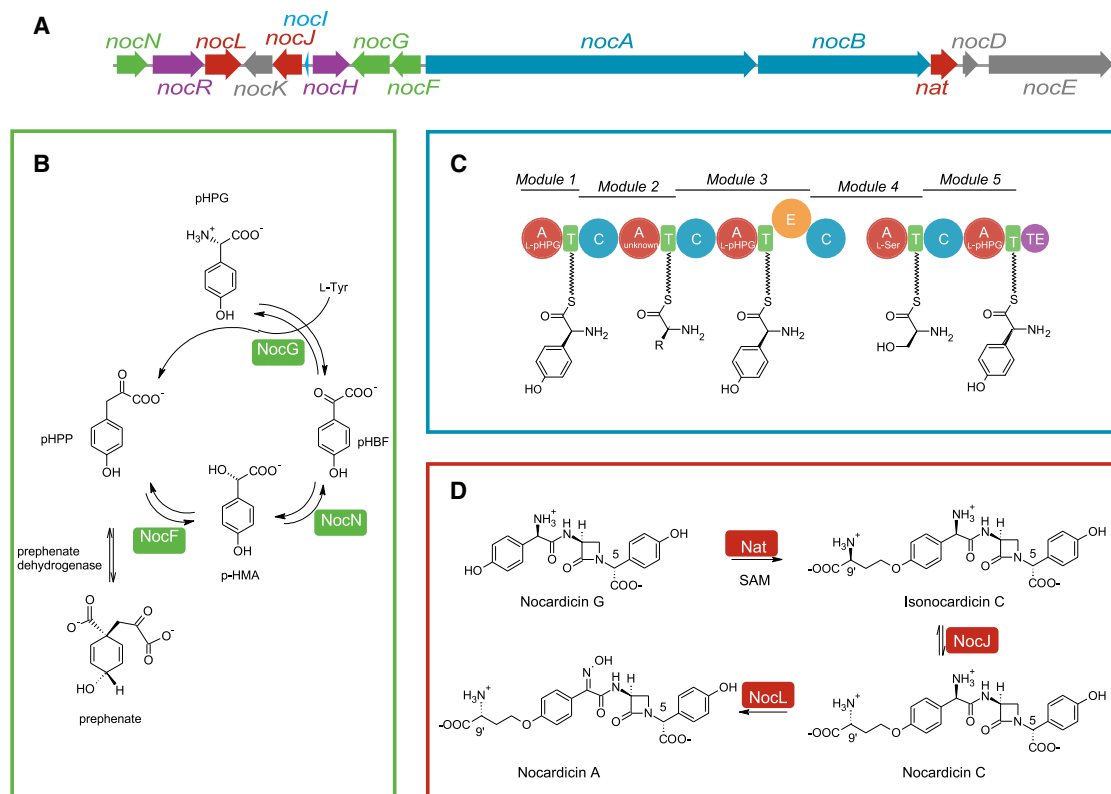 A
nocN
nocR
nocL
nocK
nocI
nocJ
nocH
nocG
nocF
nocA
nocB
nat
nocD
nocE
B
pHPG
H3N+
COO-
OH
L-Tyr
NocG
O
COO-
OH
pHPP
O
COO-
OH
pHBF
HO
COO-
OH
p-HMA
NocF
NocN
prephenate
dehydrogenase
O
O-
O
O-
O
HO
H
prephenate
C
Module 1
Module 2
Module 3
Module 4
Module 5
A
L-pHPG
T
C
A
unknown
T
C
A
L-pHPG
T
E
C
A
L-Ser
T
C
A
L-pHPG
T
TE
S
O
NH2
HO
S
O
NH2
R
S
O
NH2
HO
S
O
NH2
HO
S
O
NH2
HO
D
NH3+
H
N
H
O
HO
O
N
5
OH
COO-
Nocardicin G
Nat
SAM
H3N+
-OOC
9'
O
NH3+
H
N
H
O
O
N
5
OH
COO-
Isonocardicin C
NocJ
H3N+
-OOC
9'
O
NH3+
H
N
H
O
O
N
5
OH
COO-
Nocardicin C
NocL
H3N+
-OOC
9'
O
N
OH
H
N
H
O
O
N
5
OH
COO-
Nocardicin A